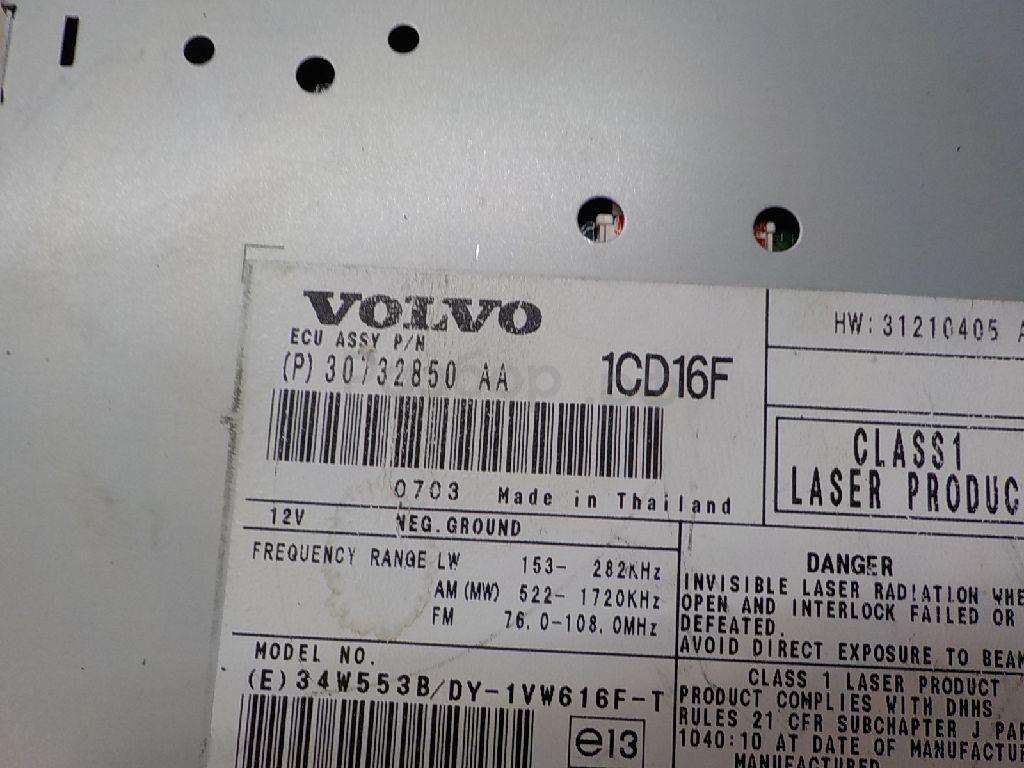 VOLVO
ECU ASSY P/N
(P) 30732850 AA
1CD16F
0703 Made in Thailand
HW: 31210405 A
CLASS1
LASER PRODUC
12V NEG. GROUND
FREQUENCY RANGE LW 153- 282KHz
AM (MW) 522- 1720KHz
FM 76.0-108.0MHz
DANGER
INVISIBLE LASER RADIATION WHE
OPEN AND INTERLOCK FAILED OR
DEFEATED.
AVOID DIRECT EXPOSURE TO BEAM
MODEL NO.
(E) 34W553B/DY-1VW616F-T
e13
CLASS 1 LASER PRODUCT
PRODUCT COMPLIES WITH DHHS
RULES 21 CFR SUBCHAPTER J PAR
1040:10 AT DATE OF MANUFACTU
MANUFACTURED